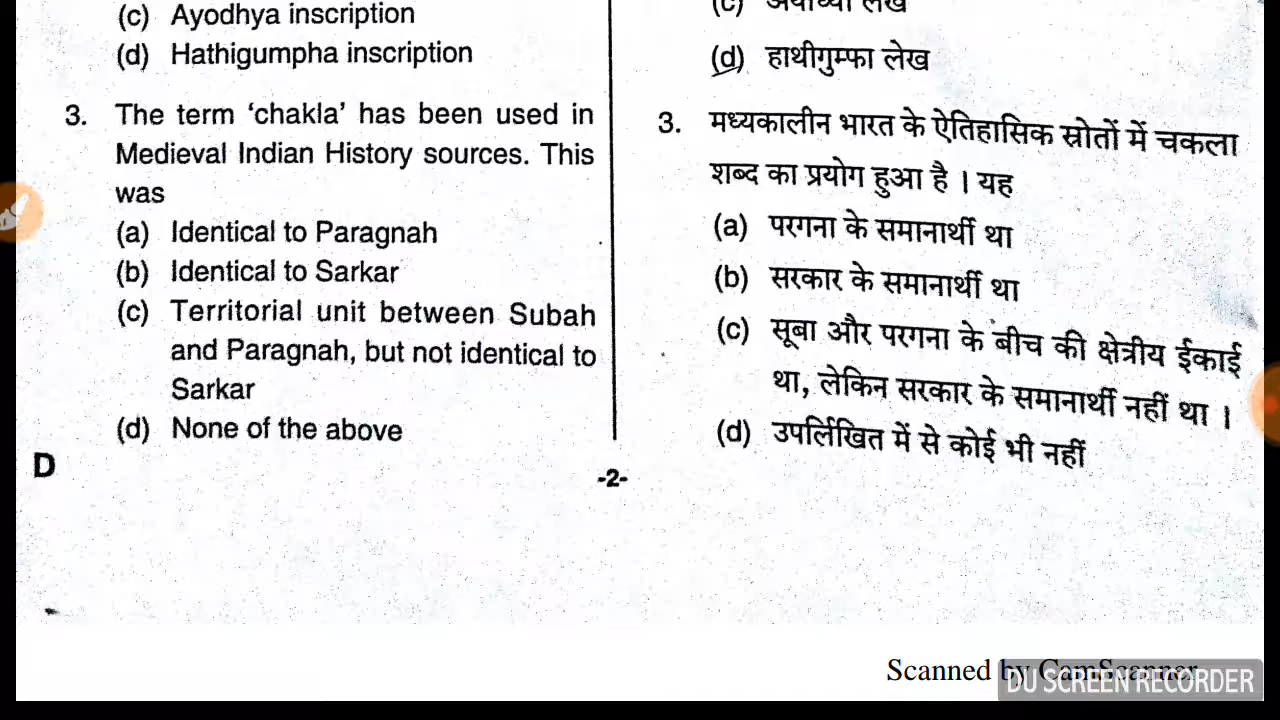 (c) Ayodhya inscription
(d) Hathigumpha inscription
3. The term ‘chakla’ has been used in
Medieval Indian History sources. This
was
(a) Identical to Paragnah
(b) Identical to Sarkar
(c) Territorial unit between Subah
and Paragnah, but not identical to
Sarkar
(d) None of the above
D
(c) अयोध्या लेख
(d) हाथीगुम्फा लेख
3. मध्यकालीन भारत के ऐतिहासिक स्रोतों में चकला
शब्द का प्रयोग हुआ है । यह
(a) परगना के समानार्थी था
(b) सरकार के समानार्थी था
(c) सूबा और परगना के बीच की क्षेत्रीय ईकाई
था, लेकिन सरकार के समानार्थी नहीं था ।
(d) उपर्लिखित में से कोई भी नहीं
-2-
Scanned by CamScanner
DU SCREEN RECORDER